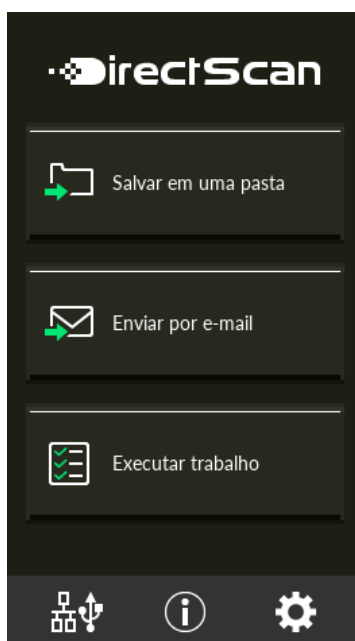 DirectScan
Salvar em uma pasta
Enviar por e-mail
Executar trabalho